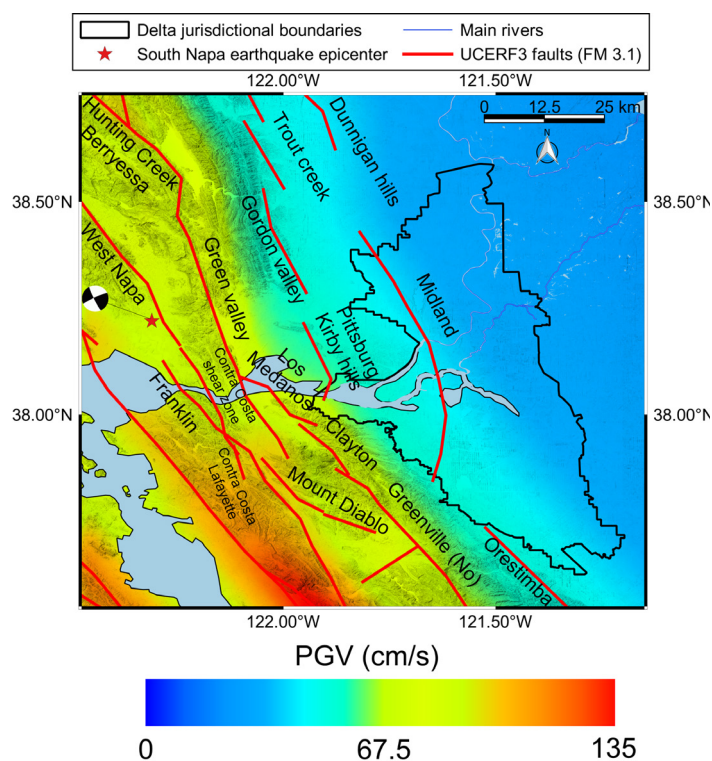 Delta jurisdictional boundaries
Main rivers
South Napa earthquake epicenter
UCERF3 faults (FM 3.1)
122.00°W
121.50°W
0 12.5 25 km
N
Hunting Creek
Berryessa
Trout creek
Dunnigan hills
38.50°N
38.50°N
West Napa
Green valley
Gordon valley
Midland
Pittsburg
Kirby hills
Los
Medanos
Contra Costa
shear zone
Franklin
38.00°N
38.00°N
Clayton
Contra Costa
Lafayette
Mount Diablo
Greenville (No)
Orestimba
122.00°W
121.50°W
PGV (cm/s)
0
67.5
135